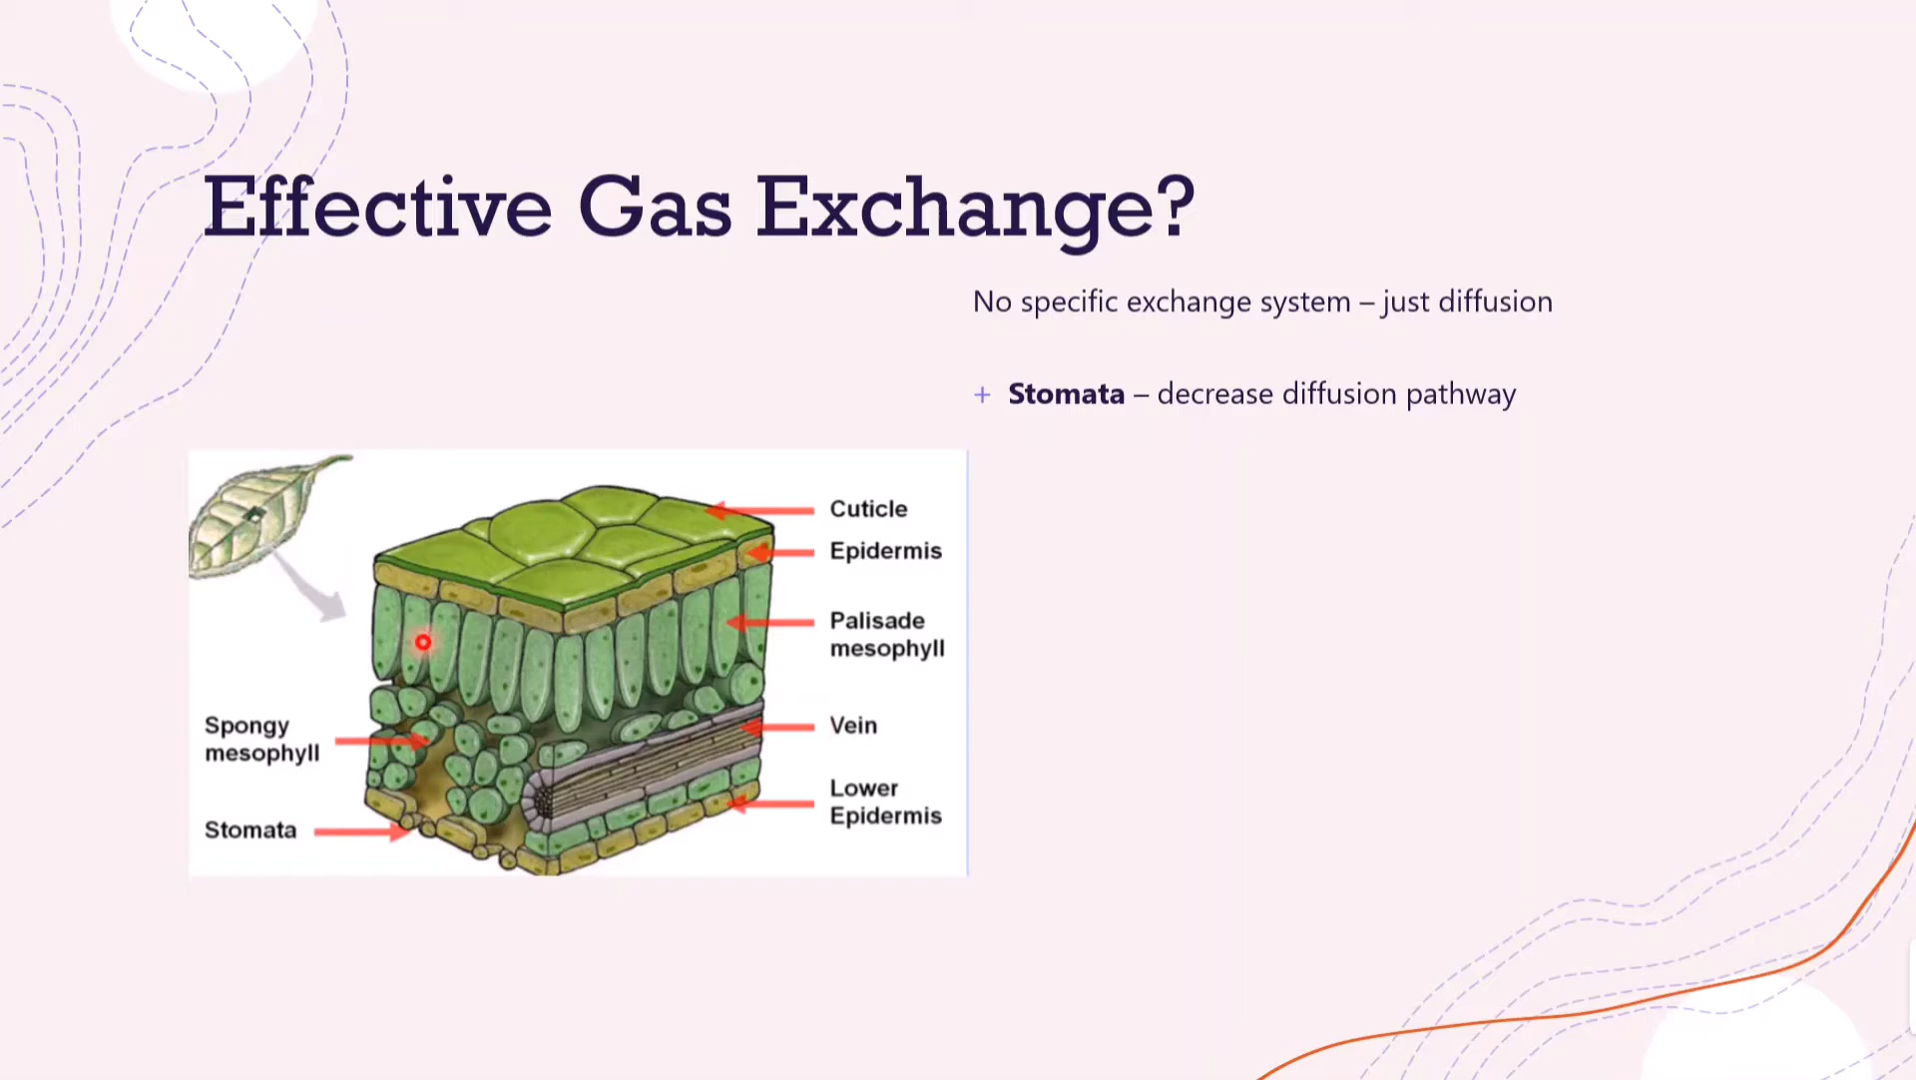 Effective Gas Exchange?
No specific exchange system – just diffusion
+ Stomata – decrease diffusion pathway
Cuticle
Epidermis
Palisade
mesophyll
Spongy
mesophyll
Vein
Lower
Epidermis
Stomata